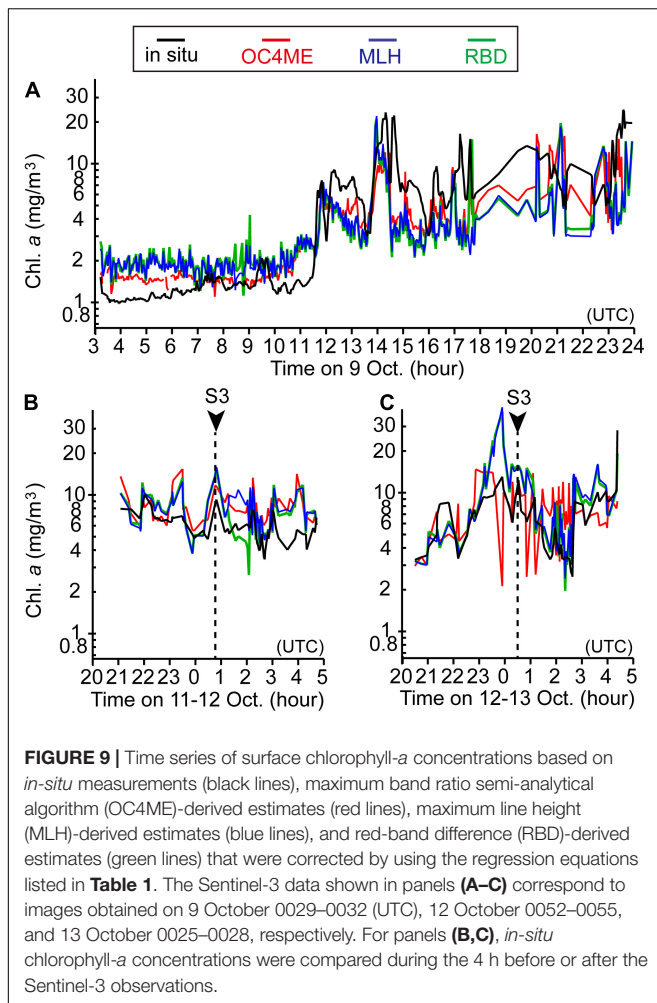 in situ OC4ME MLH RBD
A
30
20
10
8
6
4
2
1
0.8
Chl. a (mg/m³)
(UTC)
3 4 5 6 7 8 9 10 11 12 13 14 15 16 17 18 19 20 21 22 23 24
Time on 9 Oct. (hour)
B
S3
30
20
10
8
6
4
2
1
0.8
Chl. a (mg/m³)
(UTC)
20 21 22 23 0 1 2 3 4 5
Time on 11-12 Oct. (hour)
C
S3
30
20
10
8
6
4
2
1
0.8
(UTC)
20 21 22 23 0 1 2 3 4 5
Time on 12-13 Oct. (hour)
FIGURE 9 | Time series of surface chlorophyll-a concentrations based on
in-situ measurements (black lines), maximum band ratio semi-analytical
algorithm (OC4ME)-derived estimates (red lines), maximum line height
(MLH)-derived estimates (blue lines), and red-band difference (RBD)-derived
estimates (green lines) that were corrected by using the regression equations
listed in Table 1. The Sentinel-3 data shown in panels (A–C) correspond to
images obtained on 9 October 0029–0032 (UTC), 12 October 0052–0055,
and 13 October 0025–0028, respectively. For panels (B,C), in-situ
chlorophyll-a concentrations were compared during the 4 h before or after the
Sentinel-3 observations.